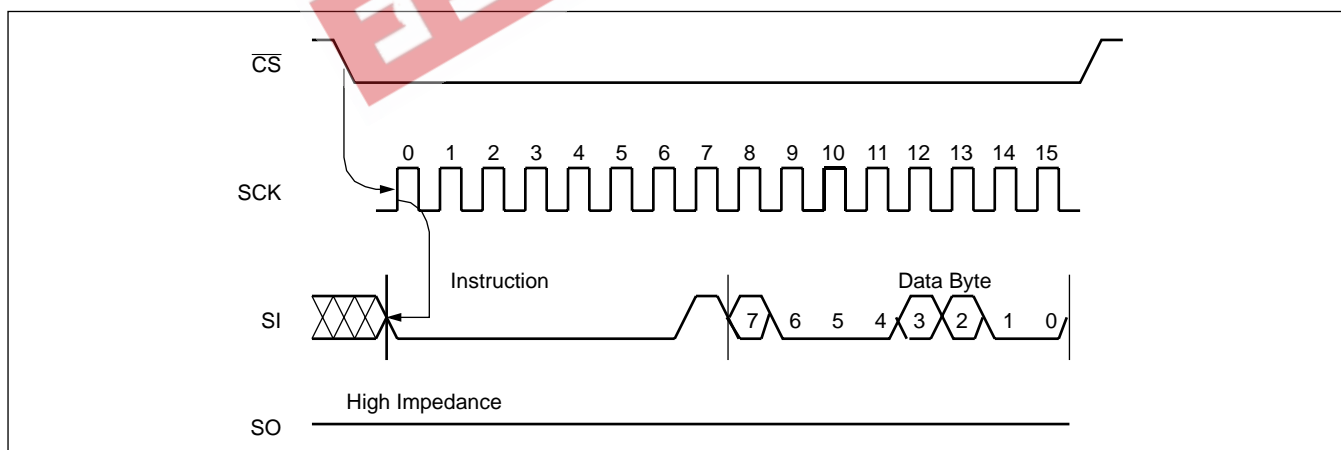 CS
0 1 2 3 4 5 6 7 8 9 10 11 12 13 14 15
SCK
Instruction
Data Byte
SI
7 6 5 4 3 2 1 0
High Impedance
SO